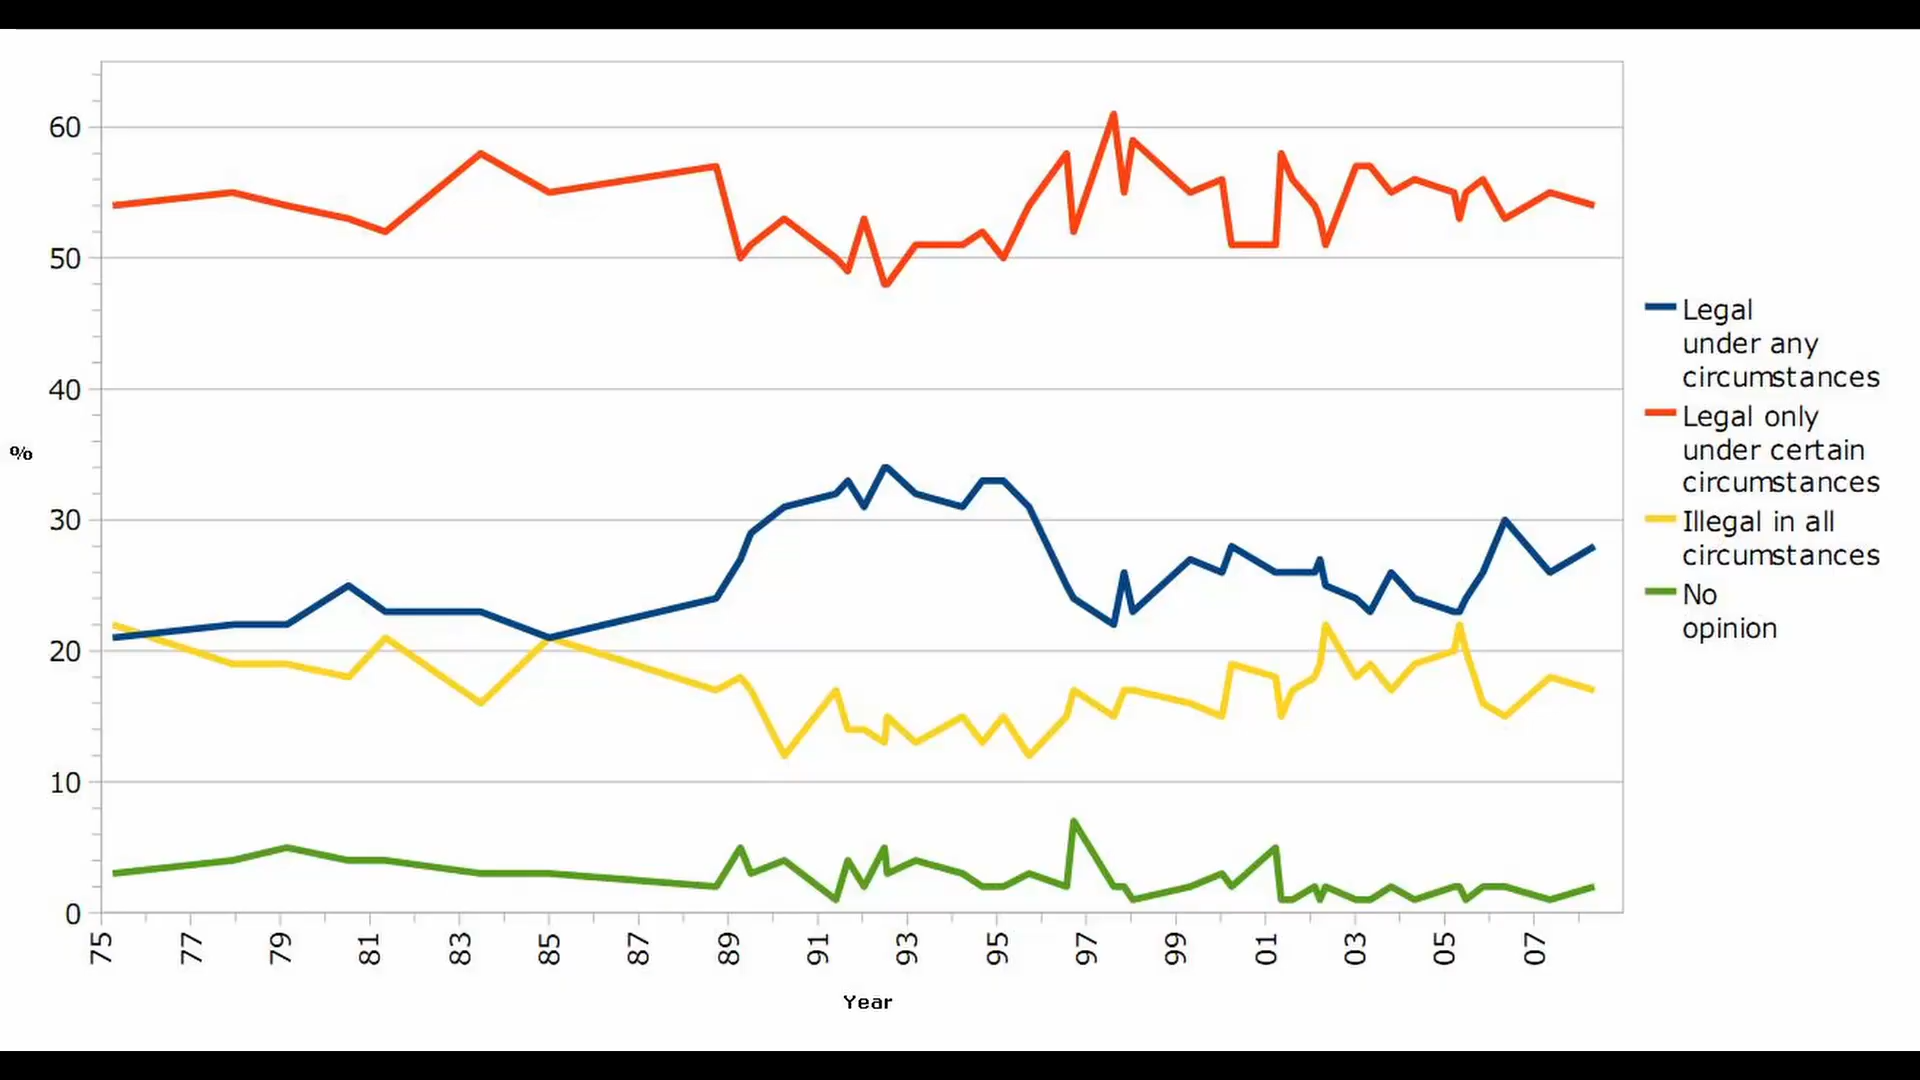 60
50
40
30
20
10
0
%
75 77 79 81 83 85 87 89 91 93 95 97 99 01 03 05 07
Year
Legal
under any
circumstances
Legal only
under certain
circumstances
Illegal in all
circumstances
No
opinion